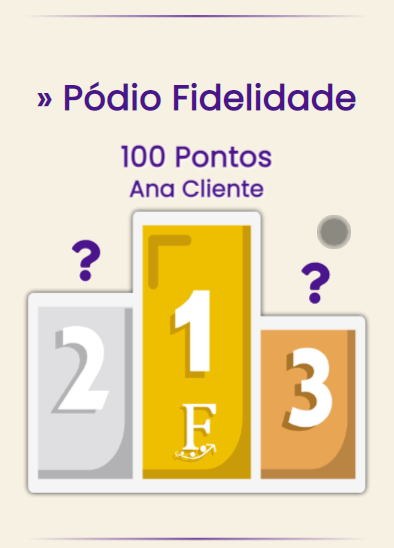 » Pódio Fidelidade
100 Pontos
Ana Cliente
?
?
2
1
3
F